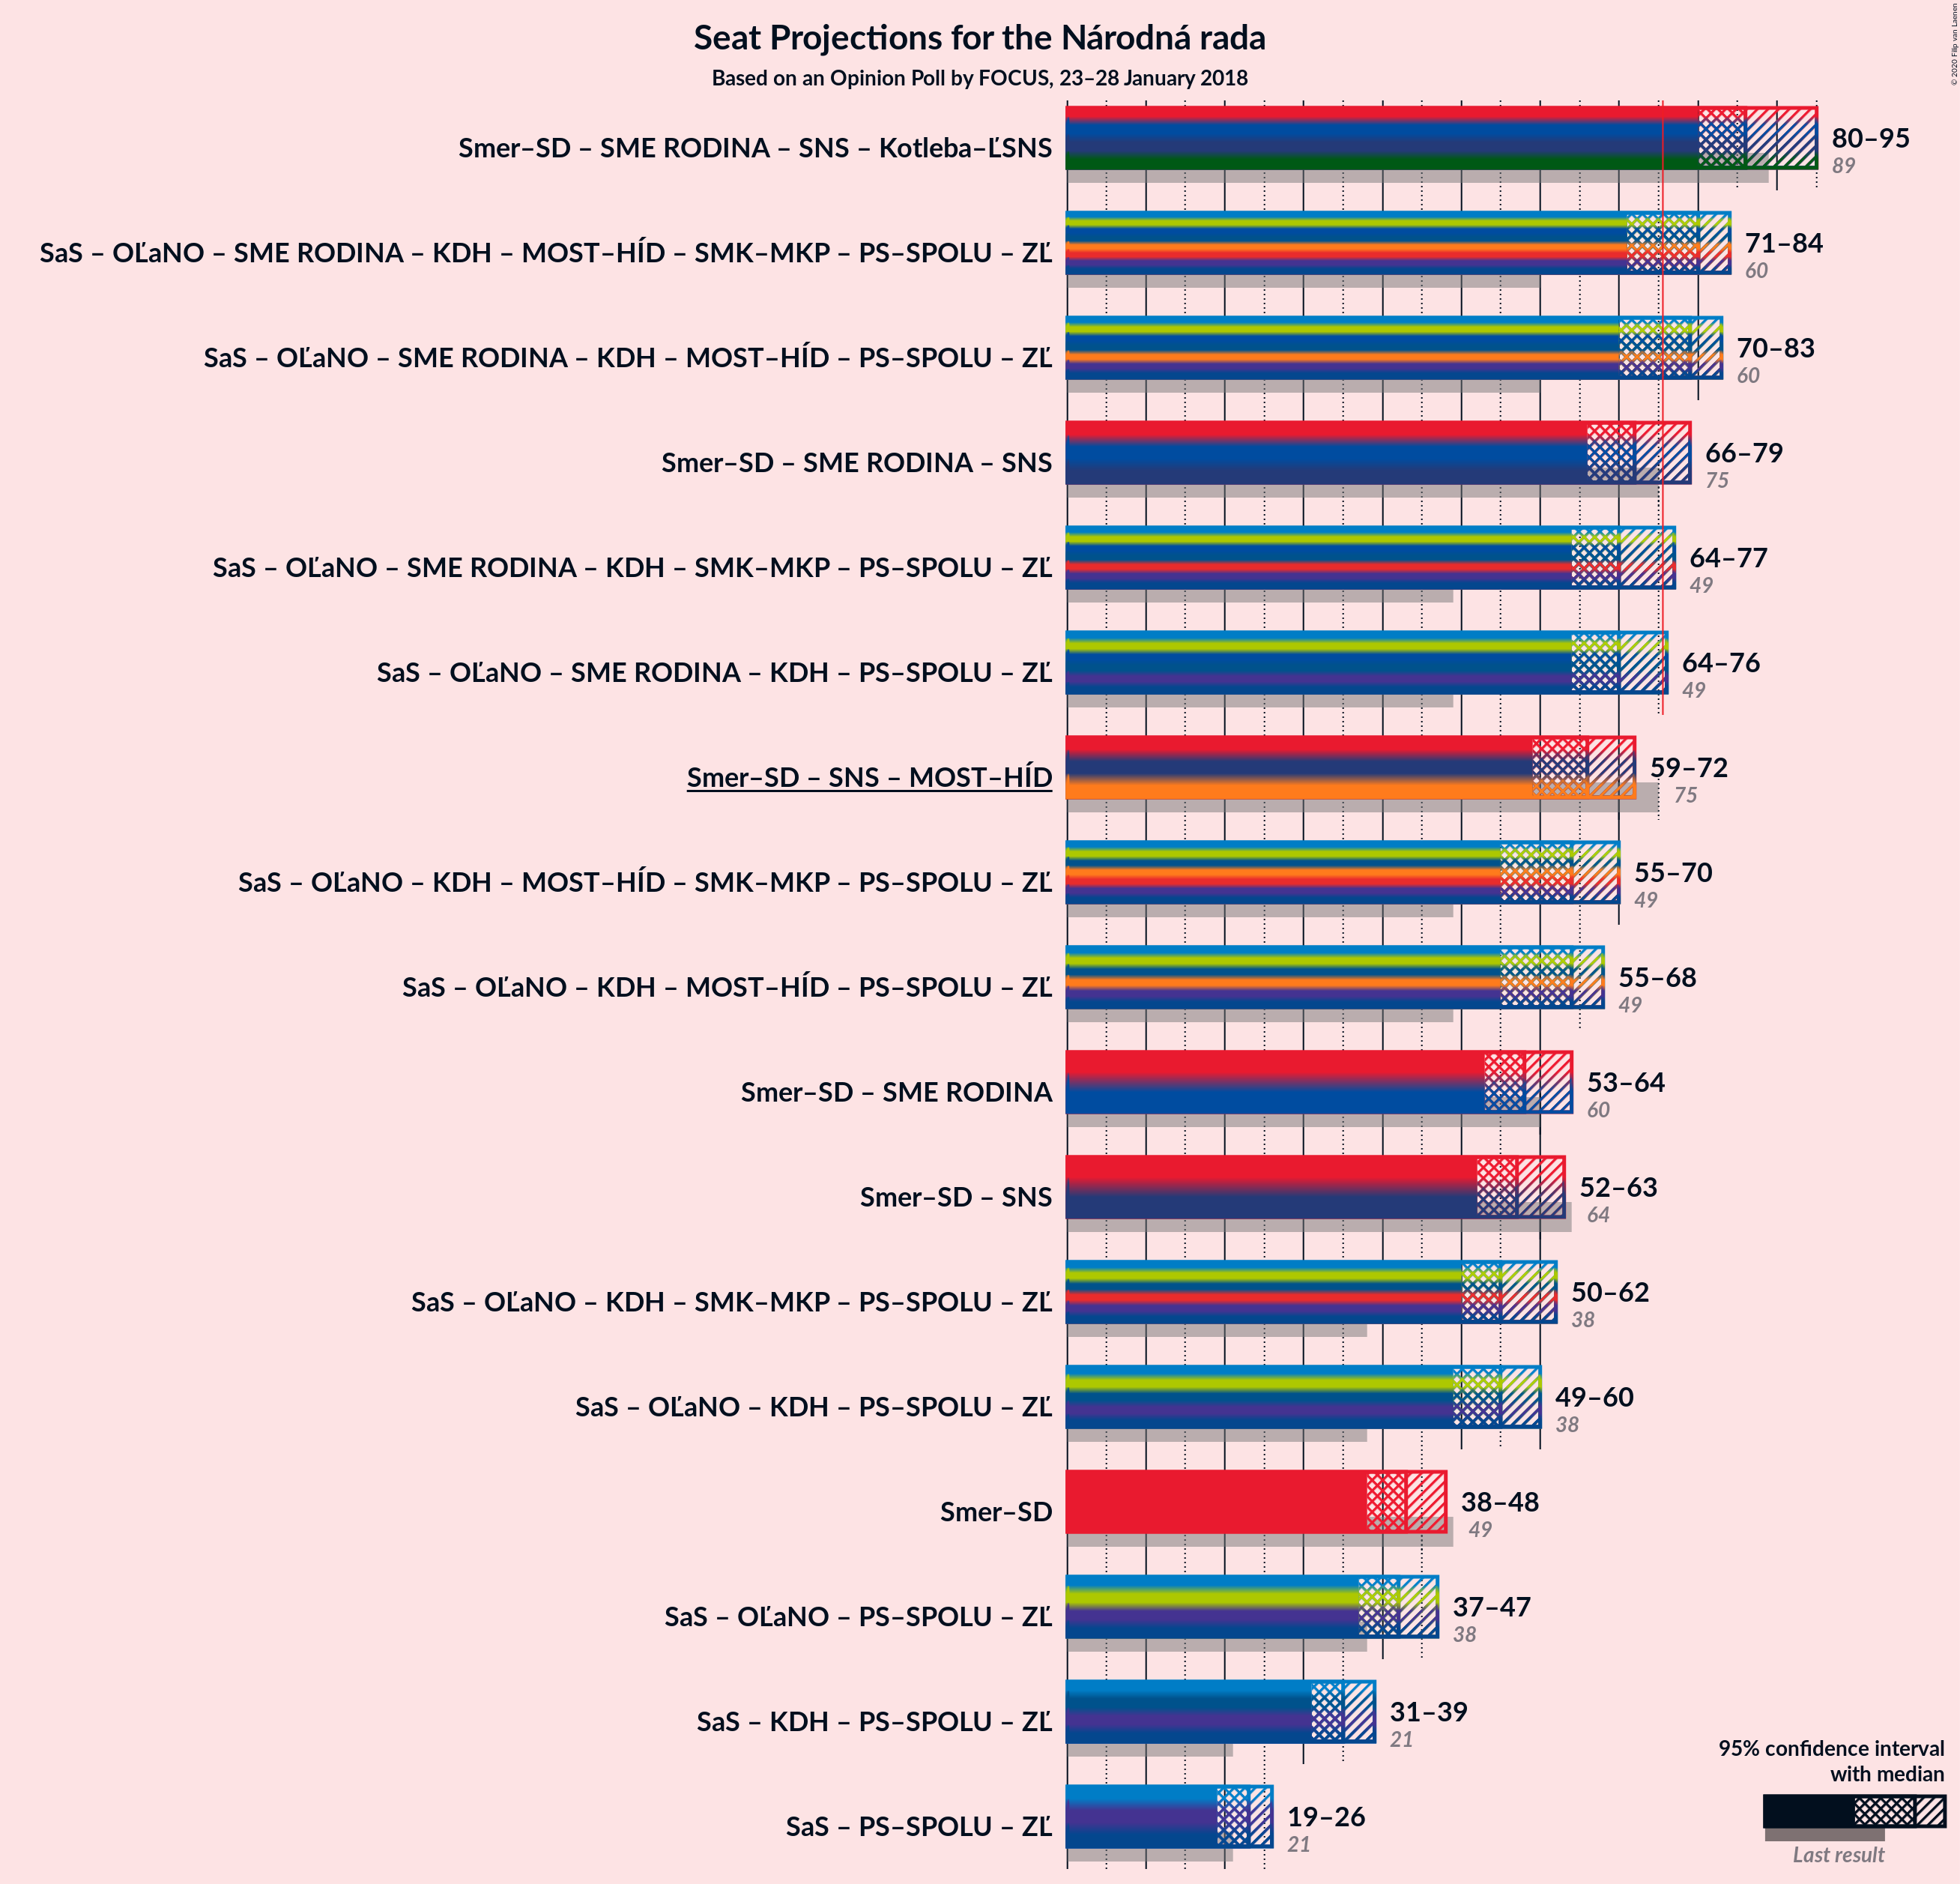 Seat Projections for the Národná rada
Based on an Opinion Poll by FOCUS, 23–28 January 2018
© 2020 Filip van Laenen
Smer–SD – SME RODINA – SNS – Kotleba–ĽSNS
80–95
89
SaS – OĽaNO – SME RODINA – KDH – MOST–HÍD – SMK–MKP – PS–SPOLU – ZĽ
71–84
60
SaS – OĽaNO – SME RODINA – KDH – MOST–HÍD – PS–SPOLU – ZĽ
70–83
60
Smer–SD – SME RODINA – SNS
66–79
75
SaS – OĽaNO – SME RODINA – KDH – SMK–MKP – PS–SPOLU – ZĽ
64–77
49
SaS – OĽaNO – SME RODINA – KDH – PS–SPOLU – ZĽ
64–76
49
Smer–SD – SNS – MOST–HÍD
59–72
75
SaS – OĽaNO – KDH – MOST–HÍD – SMK–MKP – PS–SPOLU – ZĽ
55–70
49
SaS – OĽaNO – KDH – MOST–HÍD – PS–SPOLU – ZĽ
55–68
49
Smer–SD – SME RODINA
53–64
60
Smer–SD – SNS
52–63
64
SaS – OĽaNO – KDH – SMK–MKP – PS–SPOLU – ZĽ
50–62
38
SaS – OĽaNO – KDH – PS–SPOLU – ZĽ
49–60
38
Smer–SD
38–48
49
SaS – OĽaNO – PS–SPOLU – ZĽ
37–47
38
SaS – KDH – PS–SPOLU – ZĽ
31–39
21
SaS – PS–SPOLU – ZĽ
19–26
21
95% confidence interval
with median
Last result